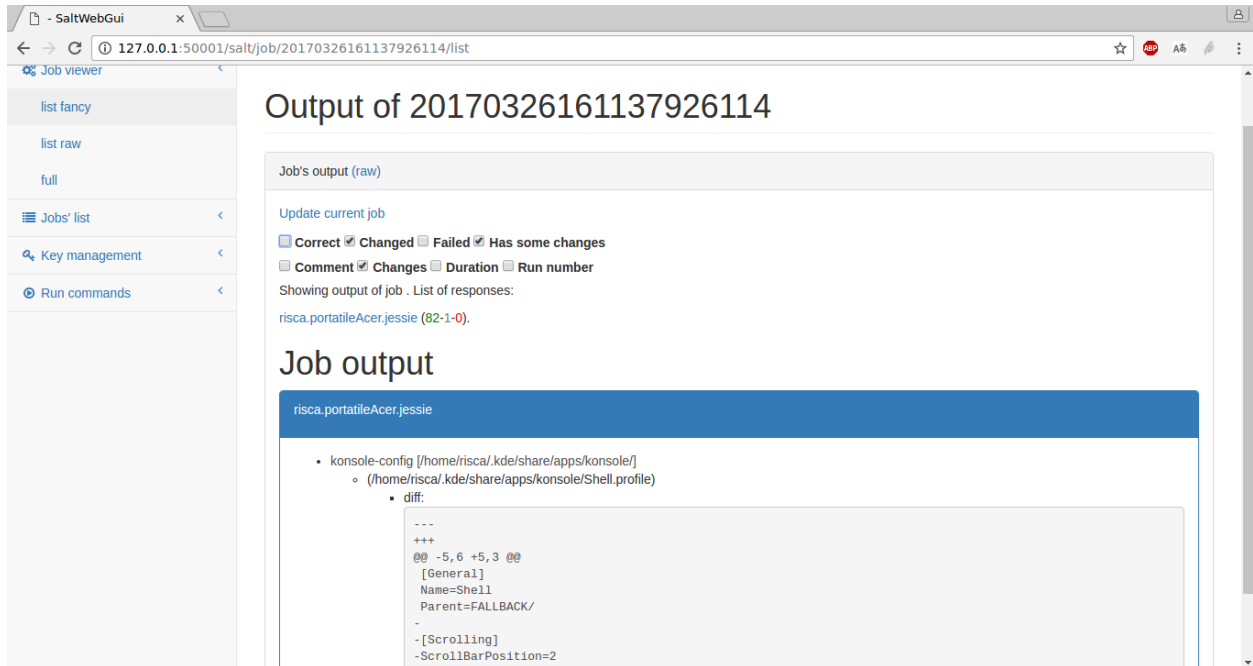 - SaltWebGui
127.0.0.1:50001/salt/job/20170326161137926114/list
ABP
Job viewer
list fancy
list raw
full
Jobs' list
Key management
Run commands
Output of 20170326161137926114
Job's output (raw)
Update current job
Correct Changed Failed Has some changes
Comment Changes Duration Run number
Showing output of job . List of responses:
risca.portatileAcer.jessie (82-1-0).
Job output
risca.portatileAcer.jessie
konsole-config [/home/risca/.kde/share/apps/konsole/]
(/home/risca/.kde/share/apps/konsole/Shell.profile)
diff:
---
+++
@@ -5,6 +5,3 @@
[General]
Name=Shell
Parent=FALLBACK/
-
-[Scrolling]
-ScrollBarPosition=2